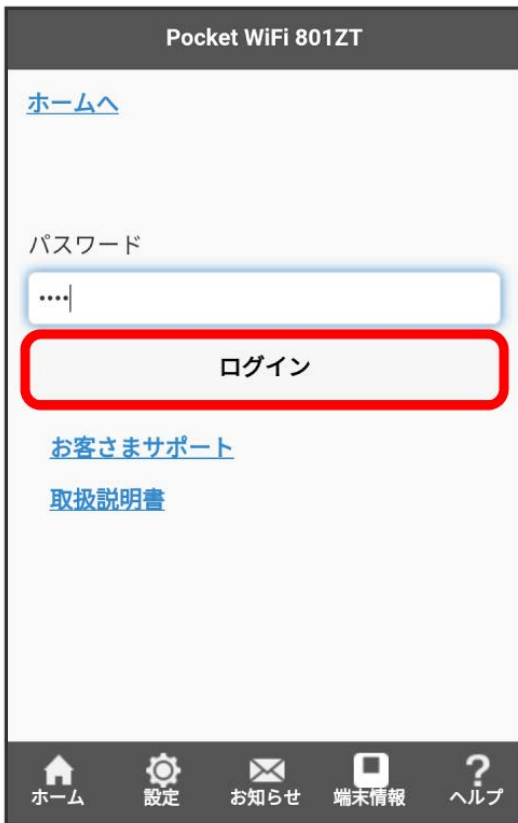 Pocket WiFi 801ZT
ホームへ
パスワード
••••
ログイン
お客さまサポート
取扱説明書
ホーム 設定 お知らせ 端末情報 ヘルプ